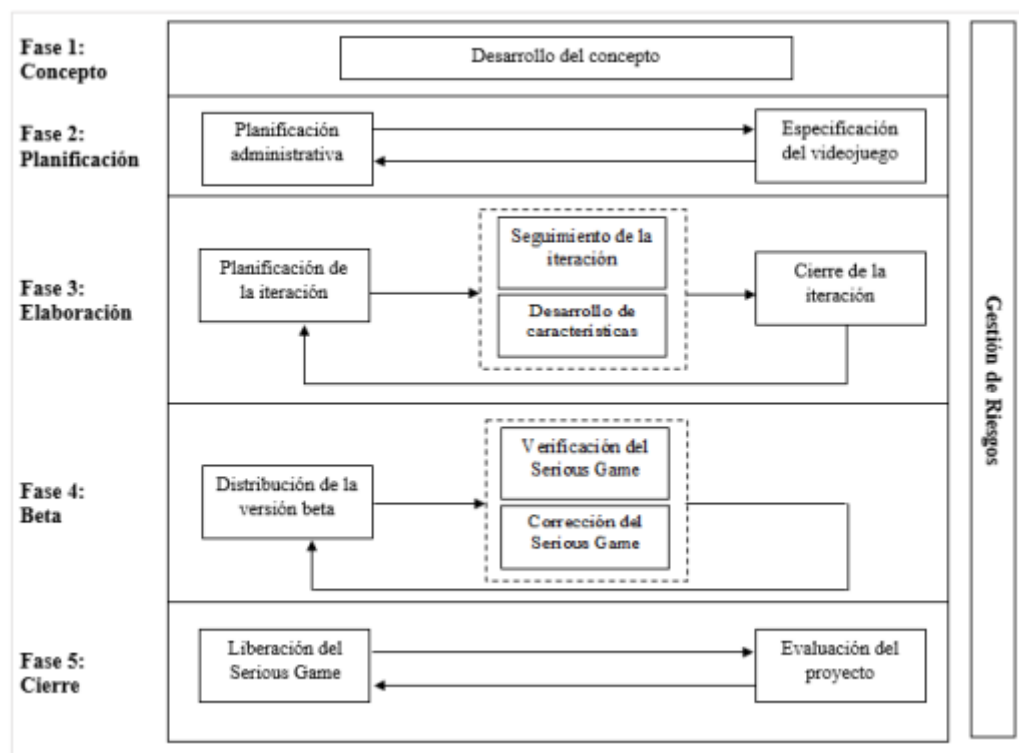 Fase 1:
Concepto
Desarrollo del concepto
Fase 2:
Planificación
Planificación
administrativa
Especificación
del videojuego
Fase 3:
Elaboración
Planificación de
la iteración
Seguimiento de la
iteración
Desarrollo de
características
Cierre de la
iteración
Fase 4:
Beta
Distribución de la
versión beta
Verificación del
Serious Game
Corrección del
Serious Game
Fase 5:
Cierre
Liberación del
Serious Game
Evaluación del
proyecto
Gestión de Riesgos